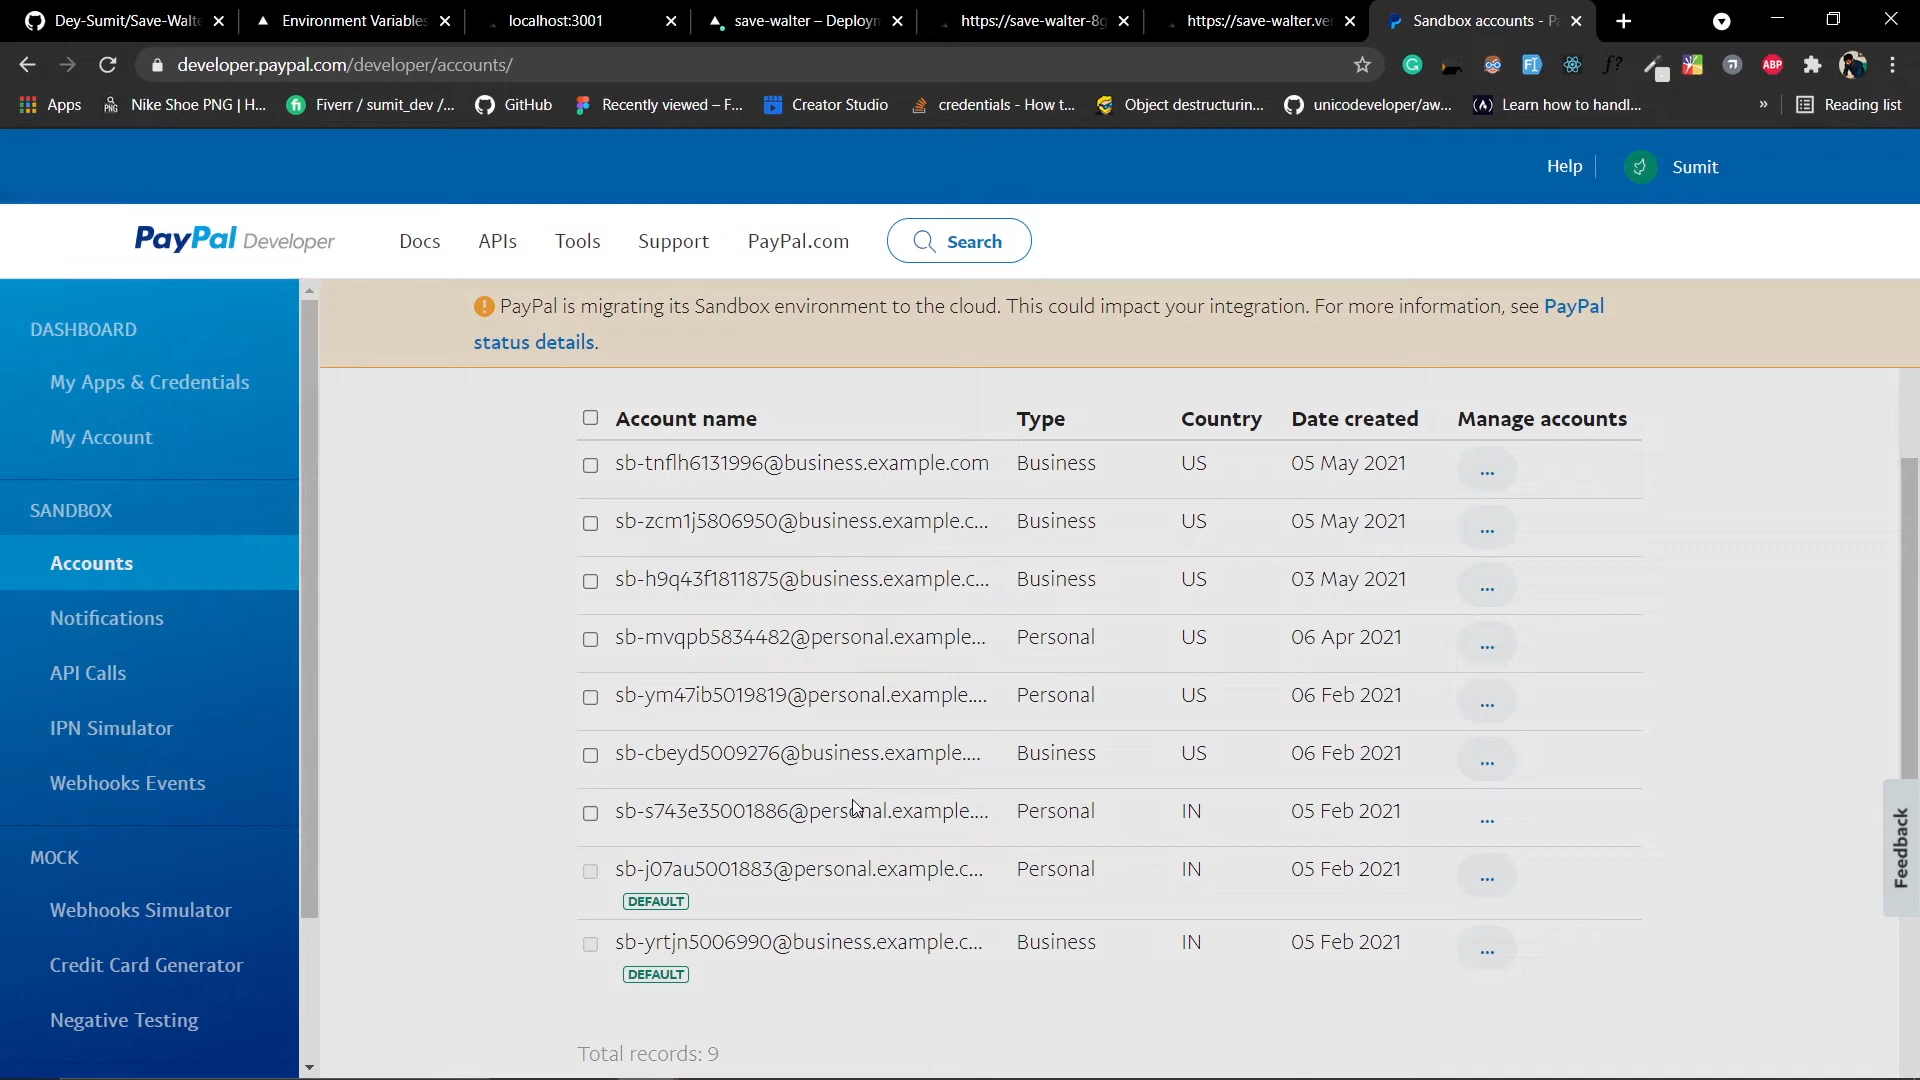 Dey-Sumit/Save-Walte
Environment Variables
localhost:3001
save-walter – Deploym
https://save-walter-8g
https://save-walter.ver
Sandbox accounts - Pa
developer.paypal.com/developer/accounts/
Apps
Nike Shoe PNG | H...
Fiverr / sumit_dev /...
GitHub
Recently viewed – F...
Creator Studio
credentials - How t...
Object destructurin...
unicodeveloper/aw...
Learn how to handl...
»
Reading list
ABP
Help
Sumit
PayPal Developer
Docs
APIs
Tools
Support
PayPal.com
Search
DASHBOARD
My Apps & Credentials
My Account
SANDBOX
Accounts
Notifications
API Calls
IPN Simulator
Webhooks Events
MOCK
Webhooks Simulator
Credit Card Generator
Negative Testing
PayPal is migrating its Sandbox environment to the cloud. This could impact your integration. For more information, see PayPal
status details.
Account name Type Country Date created Manage accounts
sb-tnflh6131996@business.example.com Business US 05 May 2021 ...
sb-zcm1j5806950@business.example.c... Business US 05 May 2021 ...
sb-h9q43f1811875@business.example.c... Business US 03 May 2021 ...
sb-mvqpb5834482@personal.example... Personal US 06 Apr 2021 ...
sb-ym47ib5019819@personal.example.... Personal US 06 Feb 2021 ...
sb-cbeyd5009276@business.example.... Business US 06 Feb 2021 ...
sb-s743e35001886@personal.example.... Personal IN 05 Feb 2021 ...
sb-j07au5001883@personal.example.c... Personal IN 05 Feb 2021 ...
DEFAULT
sb-yrtjn5006990@business.example.c... Business IN 05 Feb 2021 ...
DEFAULT
Total records: 9
Feedback